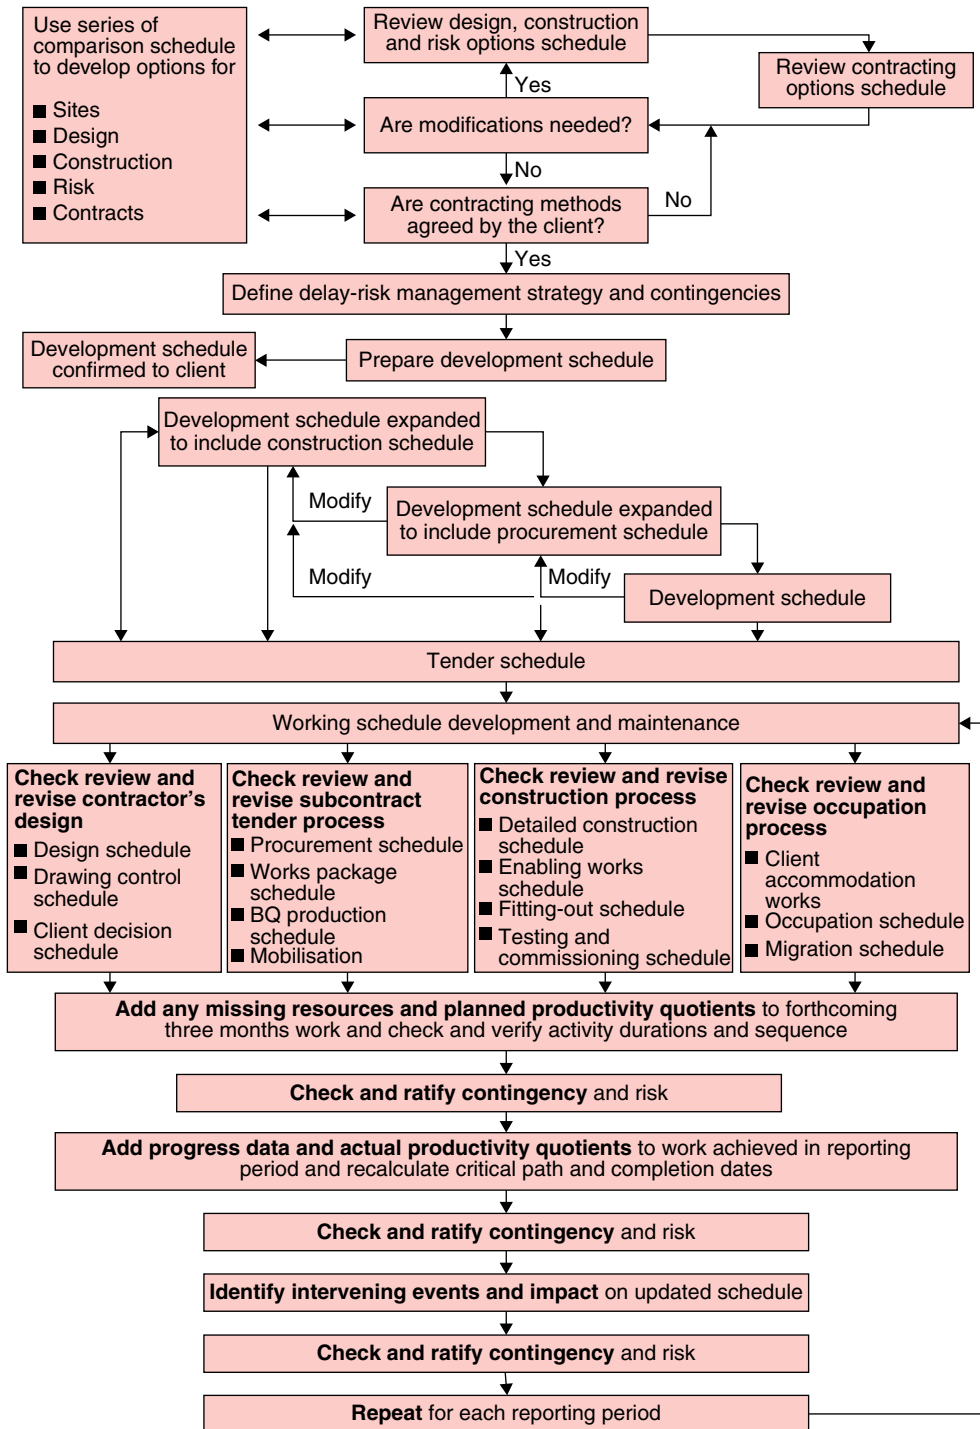 Use series of
comparison schedule
to develop options for
■ Sites
■ Design
■ Construction
■ Risk
■ Contracts
Review design, construction
and risk options schedule
Review contracting
options schedule
Yes
Are modifications needed?
No
Are contracting methods
agreed by the client?
No
Yes
Define delay-risk management strategy and contingencies
Development schedule
confirmed to client
Prepare development schedule
Development schedule expanded
to include construction schedule
Modify
Development schedule expanded
to include procurement schedule
Modify
Modify
Development schedule
Tender schedule
Working schedule development and maintenance
Check review and
revise contractor's
design
■ Design schedule
■ Drawing control
schedule
■ Client decision
schedule
Check review and
revise subcontract
tender process
■ Procurement schedule
■ Works package
schedule
■ BQ production
schedule
■ Mobilisation
Check review and revise
construction process
■ Detailed construction
schedule
■ Enabling works
schedule
■ Fitting-out schedule
■ Testing and
commissioning schedule
Check review and
revise occupation
process
■ Client
accommodation
works
■ Occupation schedule
■ Migration schedule
Add any missing resources and planned productivity quotients to forthcoming
three months work and check and verify activity durations and sequence
Check and ratify contingency and risk
Add progress data and actual productivity quotients to work achieved in reporting
period and recalculate critical path and completion dates
Check and ratify contingency and risk
Identify intervening events and impact on updated schedule
Check and ratify contingency and risk
Repeat for each reporting period